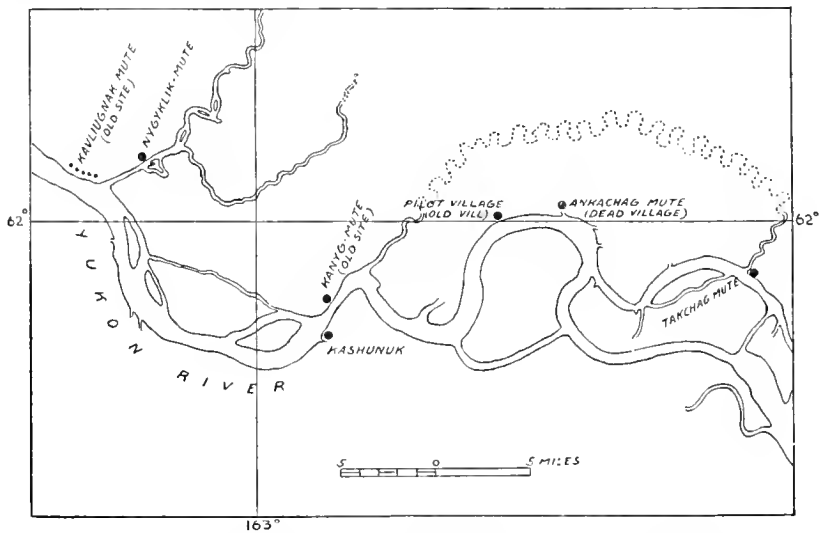 KAVLIUGNAK MUTE
(OLD SITE)
NYGYKLIK-MUTE
62°
PILOT VILLAGE
(OLD VILL)
ANKACHAG MUTE
(DEAD VILLAGE)
62°
KANYG-MUTE
(OLD SITE)
TAKCHAG MUTE
KASHUNUK
YUKON RIVER
5 0 5 MILES
163°